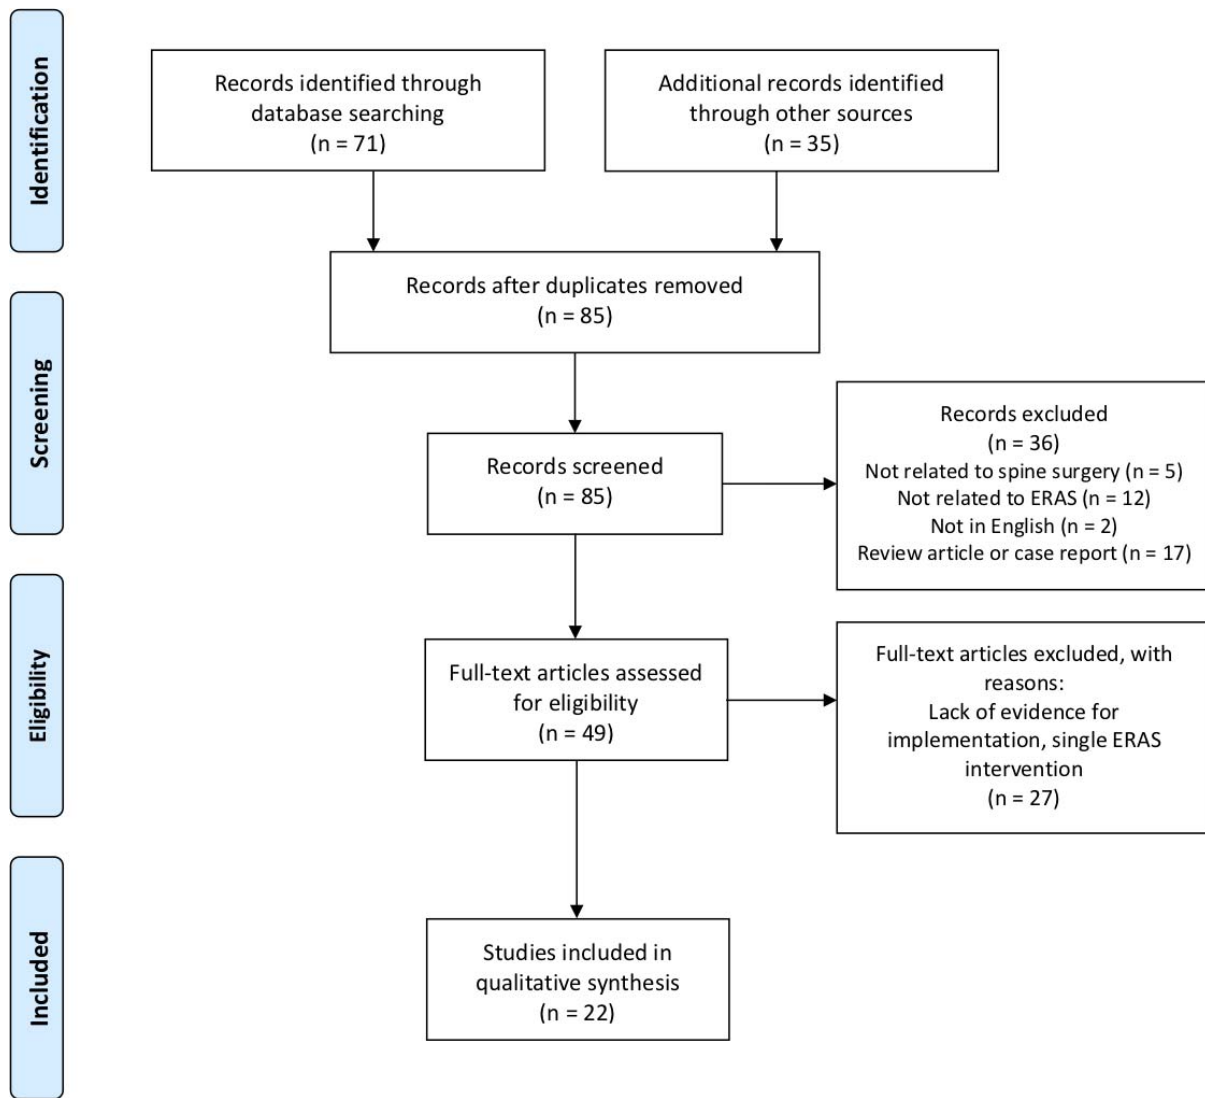 Identification
Records identified through
database searching
(n = 71)
Additional records identified
through other sources
(n = 35)
Records after duplicates removed
(n = 85)
Screening
Records screened
(n = 85)
Records excluded
(n = 36)
Not related to spine surgery (n = 5)
Not related to ERAS (n = 12)
Not in English (n = 2)
Review article or case report (n = 17)
Eligibility
Full-text articles assessed
for eligibility
(n = 49)
Full-text articles excluded, with
reasons:
Lack of evidence for
implementation, single ERAS
intervention
(n = 27)
Included
Studies included in
qualitative synthesis
(n = 22)